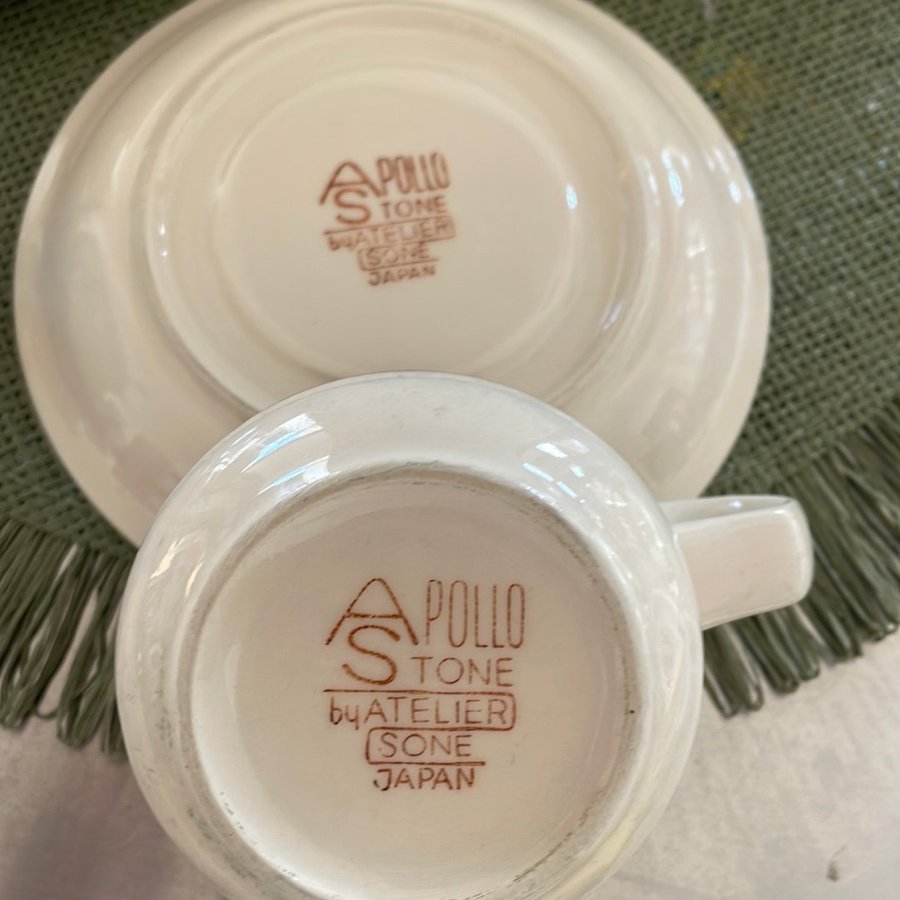 APOLLO
STONE
by ATELIER
SONE
JAPAN
APOLLO
STONE
by ATELIER
SONE
JAPAN